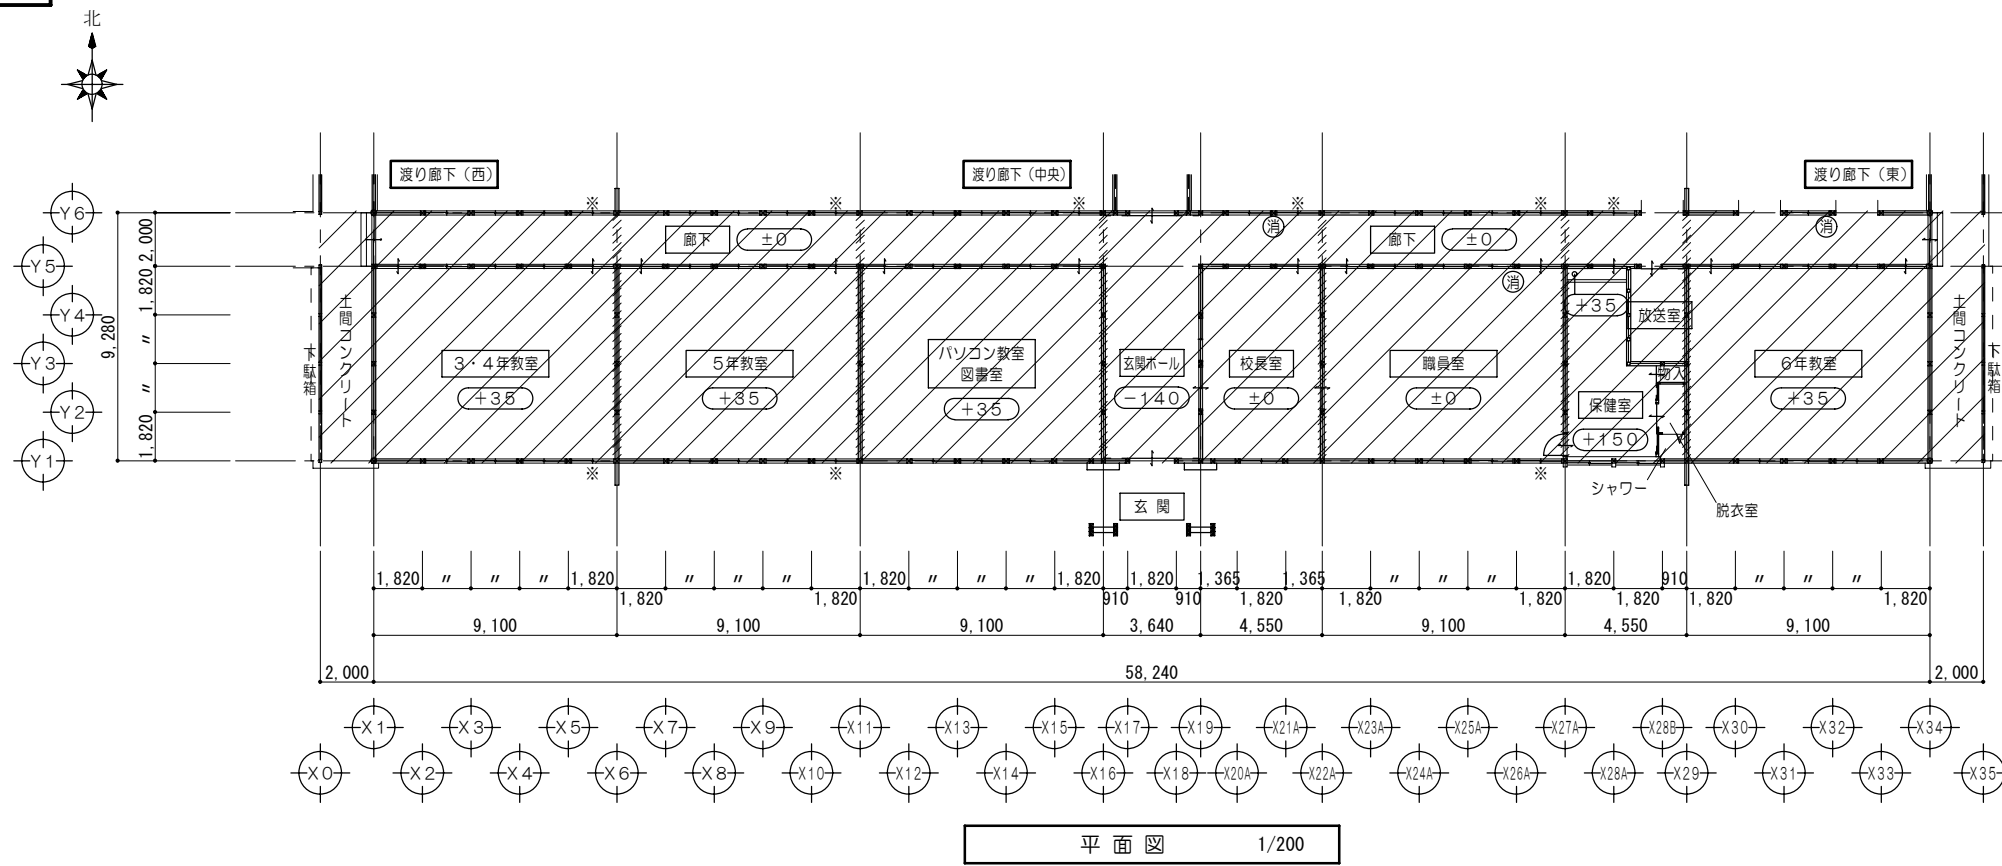 北
渡り廊下（西）
渡り廊下（中央）
渡り廊下（東）
※ ※ ※ ※ ※ ※
Y6
Y5
Y4
Y3
Y2
Y1
2,000
1,820
〃
〃
1,820
9,280
廊下 ±0
消
廊下 ±0
消
消
下駄箱
土間コンクリート
3・4年教室
+35
5年教室
+35
パソコン教室
図書室
+35
玄関ホール
-140
校長室
±0
職員室
±0
+35
放送室
物入
保健室
+150
6年教室
+35
土間コンクリート
下駄箱
※ ※ ※
シャワー
脱衣室
玄 関
1,820 〃 〃 〃 1,820 〃 〃 〃 1,820 〃 〃 〃 1,820 1,820 1,365 1,365 〃 〃 〃 1,820 910 〃 〃 〃
1,820 1,820 910 910 1,820 1,820 1,820 1,820 1,820 1,820
9,100 9,100 9,100 3,640 4,550 9,100 4,550 9,100
2,000 58,240 2,000
X1 X3 X5 X7 X9 X11 X13 X15 X17 X19 X21A X23A X25A X27A X28B X30 X32 X34
X0 X2 X4 X6 X8 X10 X12 X14 X16 X18 X20A X22A X24A X26A X28A X29 X31 X33 X35
平 面 図 1/200